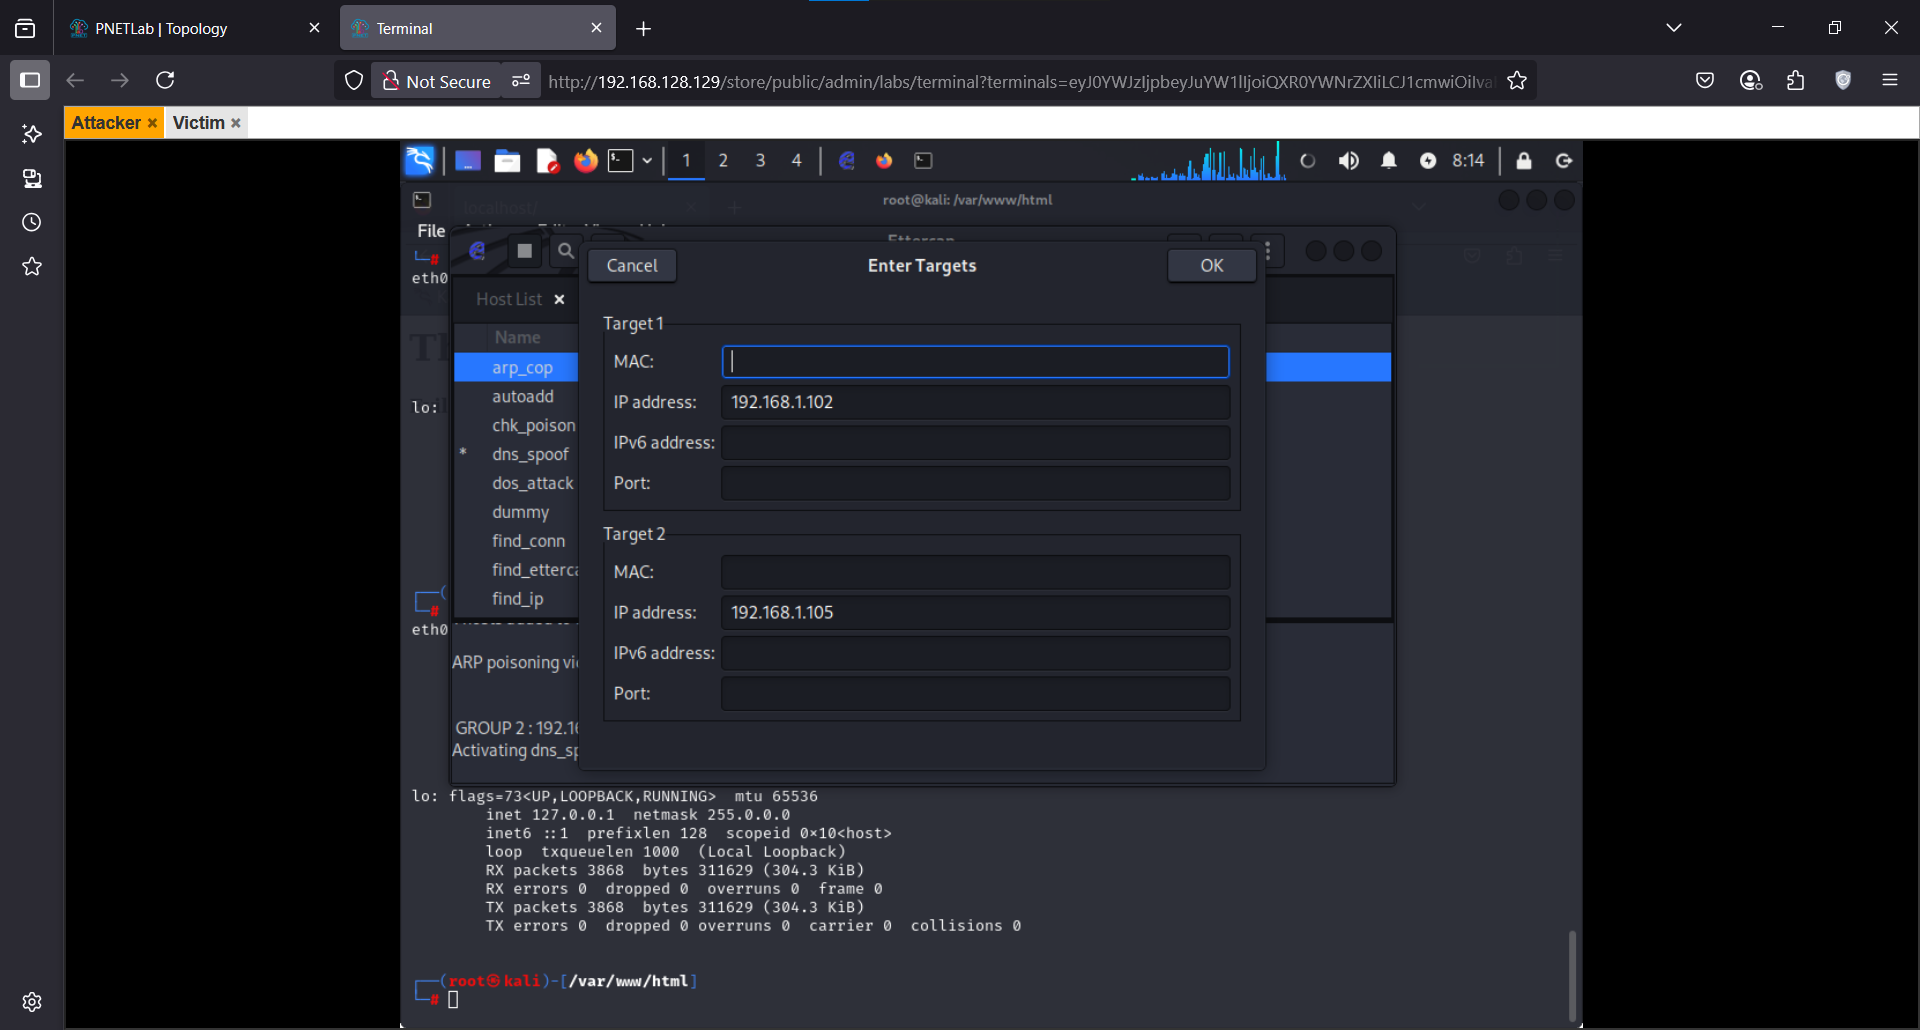 PNETLab | Topology
Terminal
Not Secure
http://192.168.128.129/store/public/admin/labs/terminal?terminals=eyJ0YWJzIjpbeyJuYW1lIjoiQXR0YWNrZXIiLCJ1cmwiOiIva
Attacker
Victim
1 2 3 4
8:14
root@kali: /var/www/html
localhost/
File
Ettercap
#
eth0
Cancel
Enter Targets
OK
Host List
Name
Target 1
MAC:
arp_cop
autoadd
IP address: 192.168.1.102
lo:
chk_poison
IPv6 address:
* dns_spoof
dos_attack
Port:
dummy
find_conn
Target 2
find_etterca
MAC:
find_ip
IP address: 192.168.1.105
#
eth0
IPv6 address:
ARP poisoning vic
Port:
GROUP 2 : 192.16
Activating dns_sp
lo: flags=73<UP,LOOPBACK,RUNNING> mtu 65536
inet 127.0.0.1 netmask 255.0.0.0
inet6 ::1 prefixlen 128 scopeid 0×10<host>
loop txqueuelen 1000 (Local Loopback)
RX packets 3868 bytes 311629 (304.3 KiB)
RX errors 0 dropped 0 overruns 0 frame 0
TX packets 3868 bytes 311629 (304.3 KiB)
TX errors 0 dropped 0 overruns 0 carrier 0 collisions 0
(root㉿kali)-[/var/www/html]
#